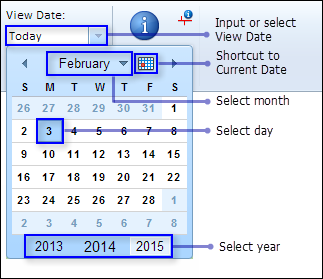 View Date:
Today
Input or select
View Date
Shortcut to
Current Date
February
Select month
S M T W T F S
26 27 28 29 30 31 1
2 3 4 5 6 7 8
Select day
9 10 11 12 13 14 15
16 17 18 19 20 21 22
23 24 25 26 27 28 1
2 3 4 5 6 7 8
2013 2014 2015
Select year